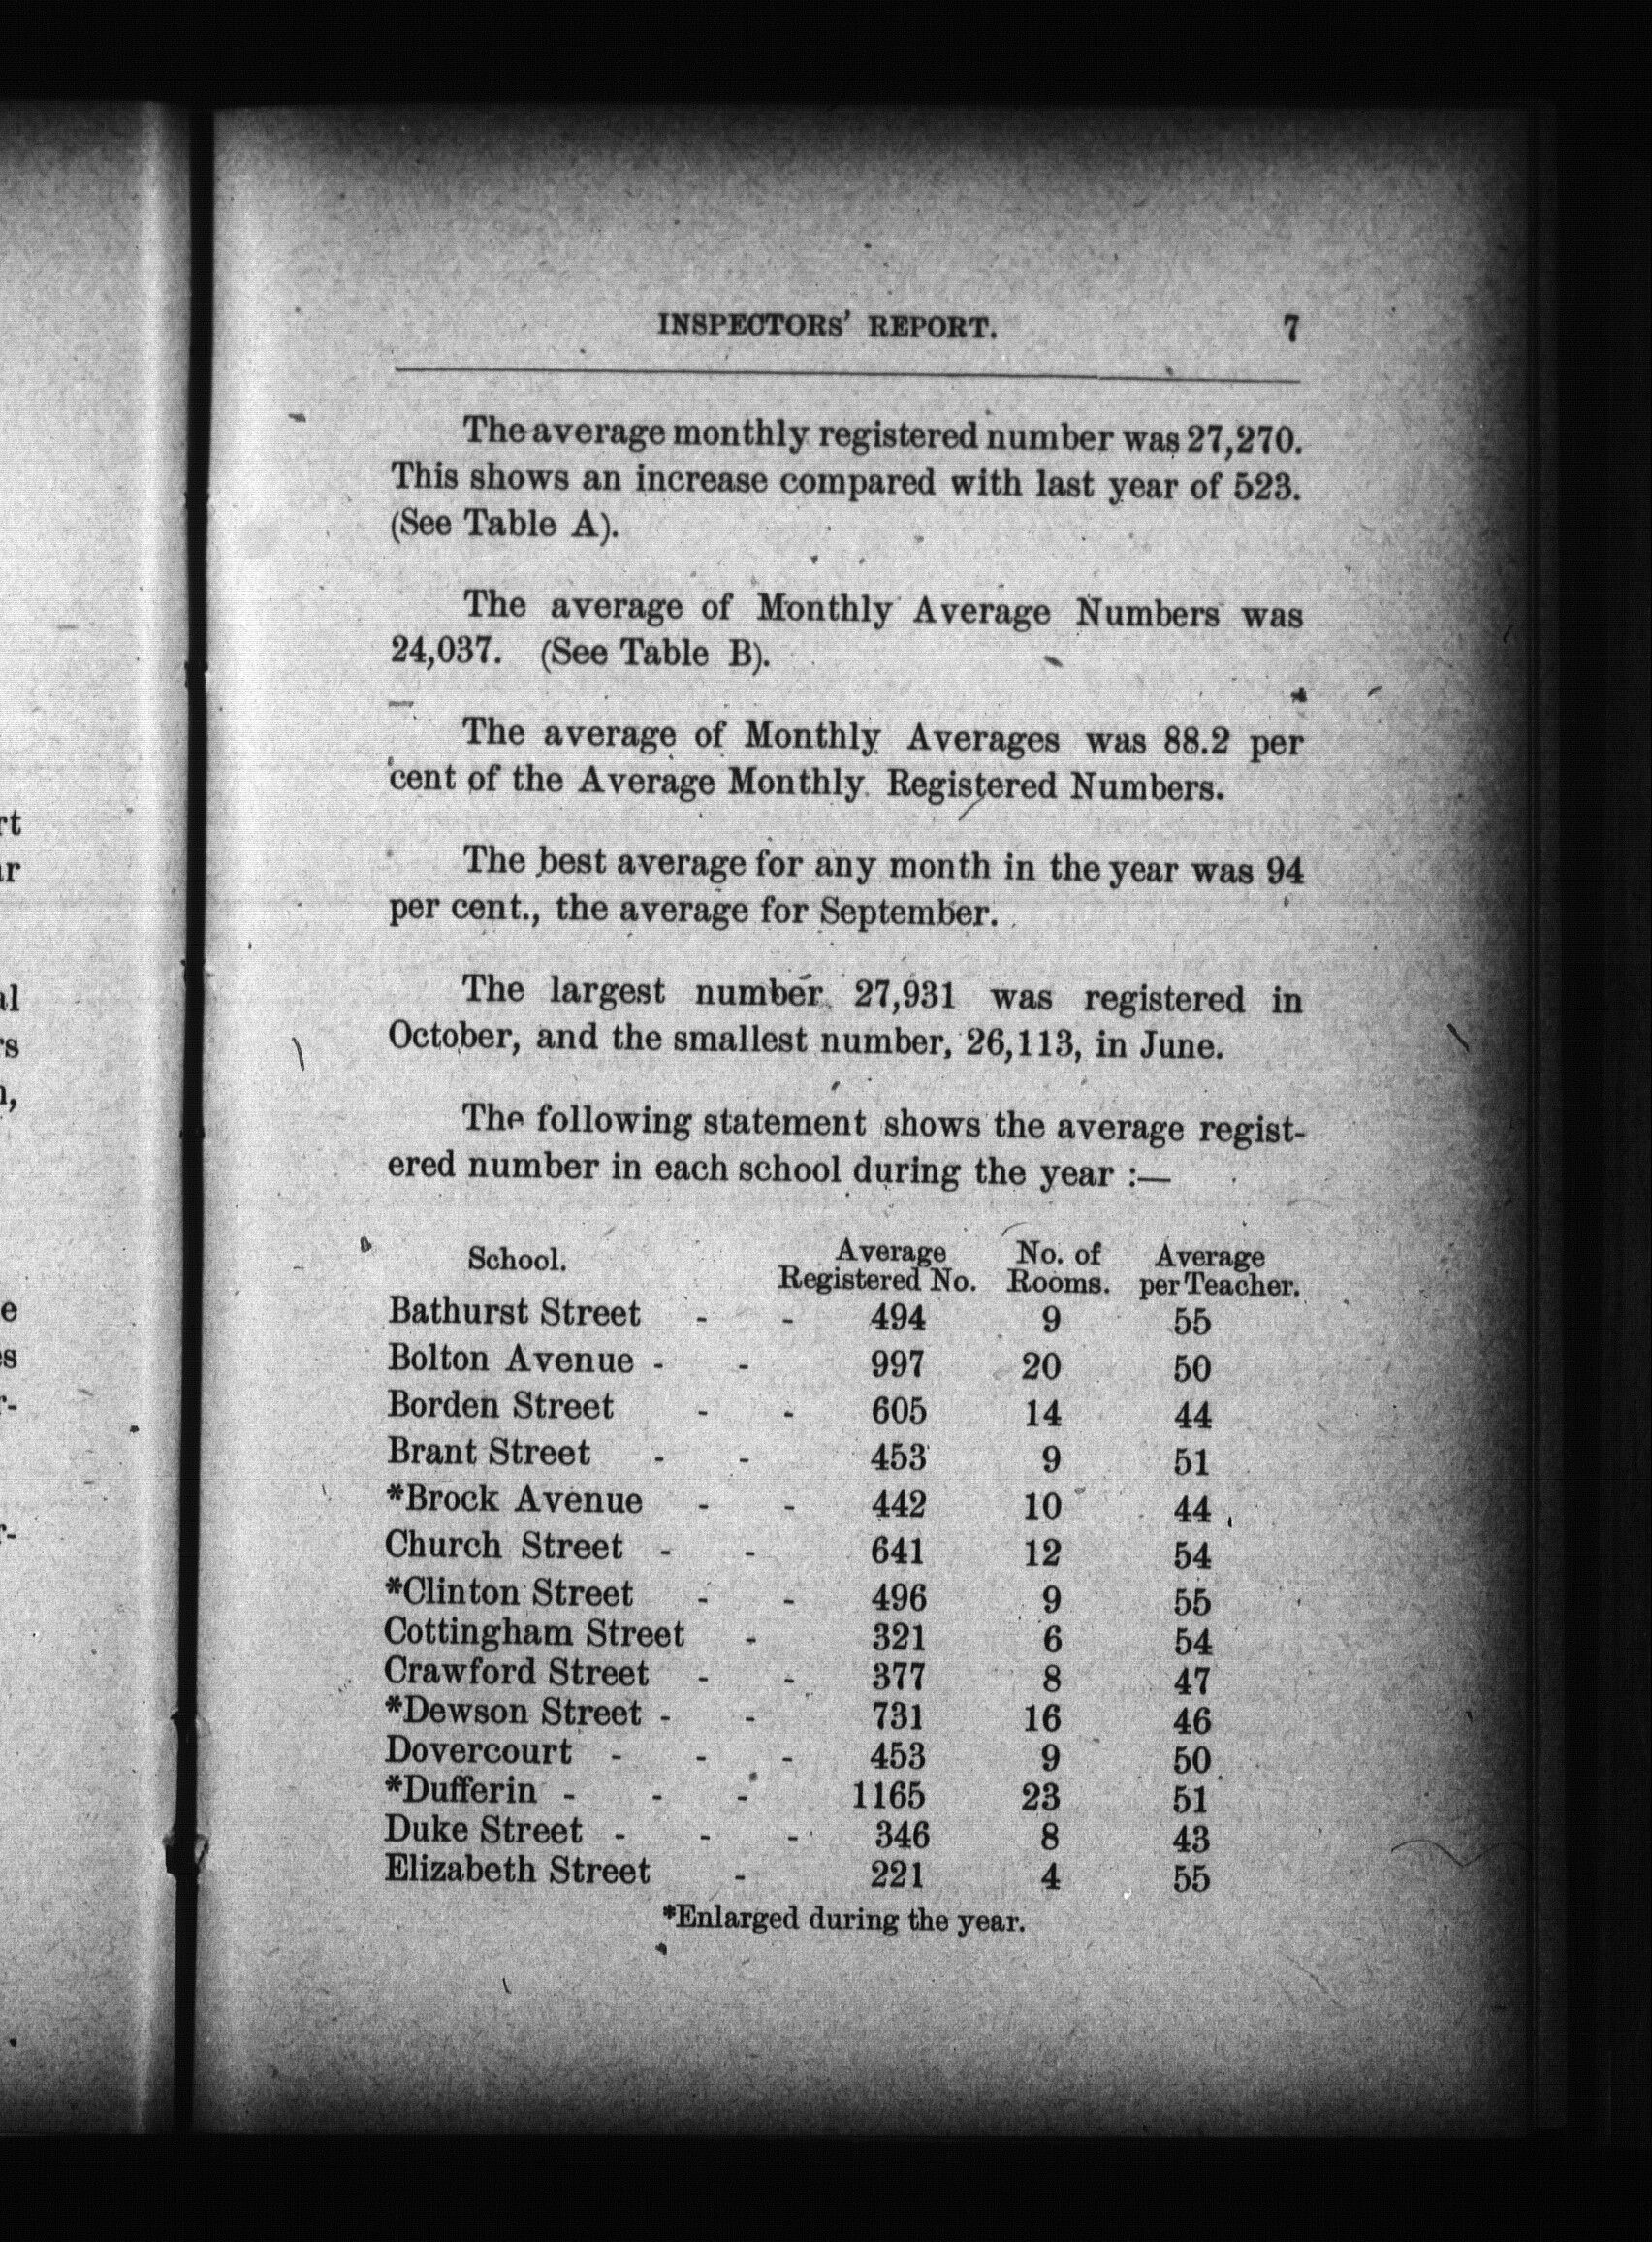 INSPECTORS' REPORT. 7
The average monthly registered number was 27,270.
This shows an increase compared with last year of 523.
(See Table A).
The average of Monthly Average Numbers was
24,037. (See Table B).
The average of Monthly Averages was 88.2 per
cent of the Average Monthly Registered Numbers.
The best average for any month in the year was 94
per cent., the average for September.
The largest number 27,931 was registered in
October, and the smallest number, 26,113, in June.
The following statement shows the average regist-
ered number in each school during the year :—
School. Average Registered No. No. of Rooms. Average per Teacher.
Bathurst Street - - 494 9 55
Bolton Avenue - - 997 20 50
Borden Street - - 605 14 44
Brant Street - - 453 9 51
*Brock Avenue - - 442 10 44
Church Street - - 641 12 54
*Clinton Street - - 496 9 55
Cottingham Street - 321 6 54
Crawford Street - - 377 8 47
*Dewson Street - - 731 16 46
Dovercourt - - - 453 9 50
*Dufferin - - - 1165 23 51
Duke Street - - - 346 8 43
Elizabeth Street - 221 4 55
*Enlarged during the year.